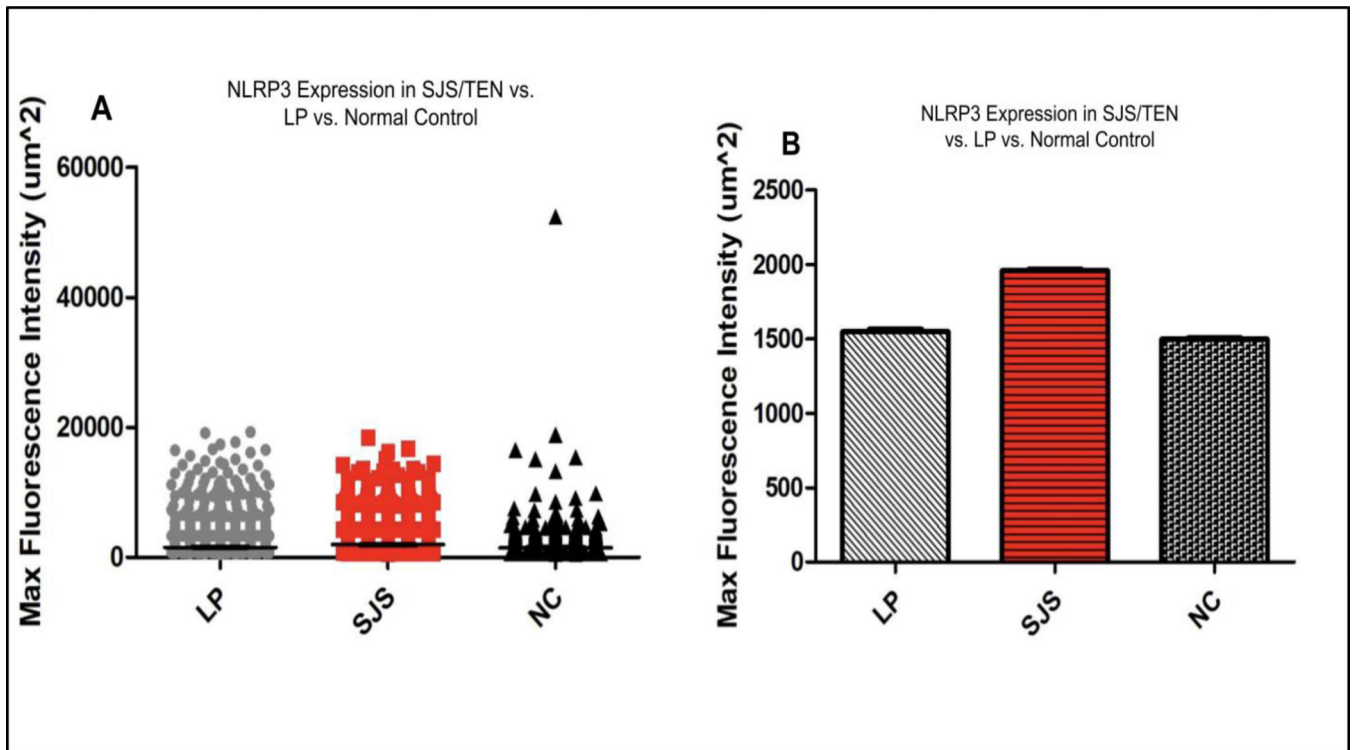 A
NLRP3 Expression in SJS/TEN vs.
LP vs. Normal Control
Max Fluorescence Intensity (um^2)
60000
40000
20000
0
LP
SJS
NC
B
NLRP3 Expression in SJS/TEN
vs. LP vs. Normal Control
Max Fluorescence Intensity (um^2)
2500
2000
1500
1000
500
0
LP
SJS
NC